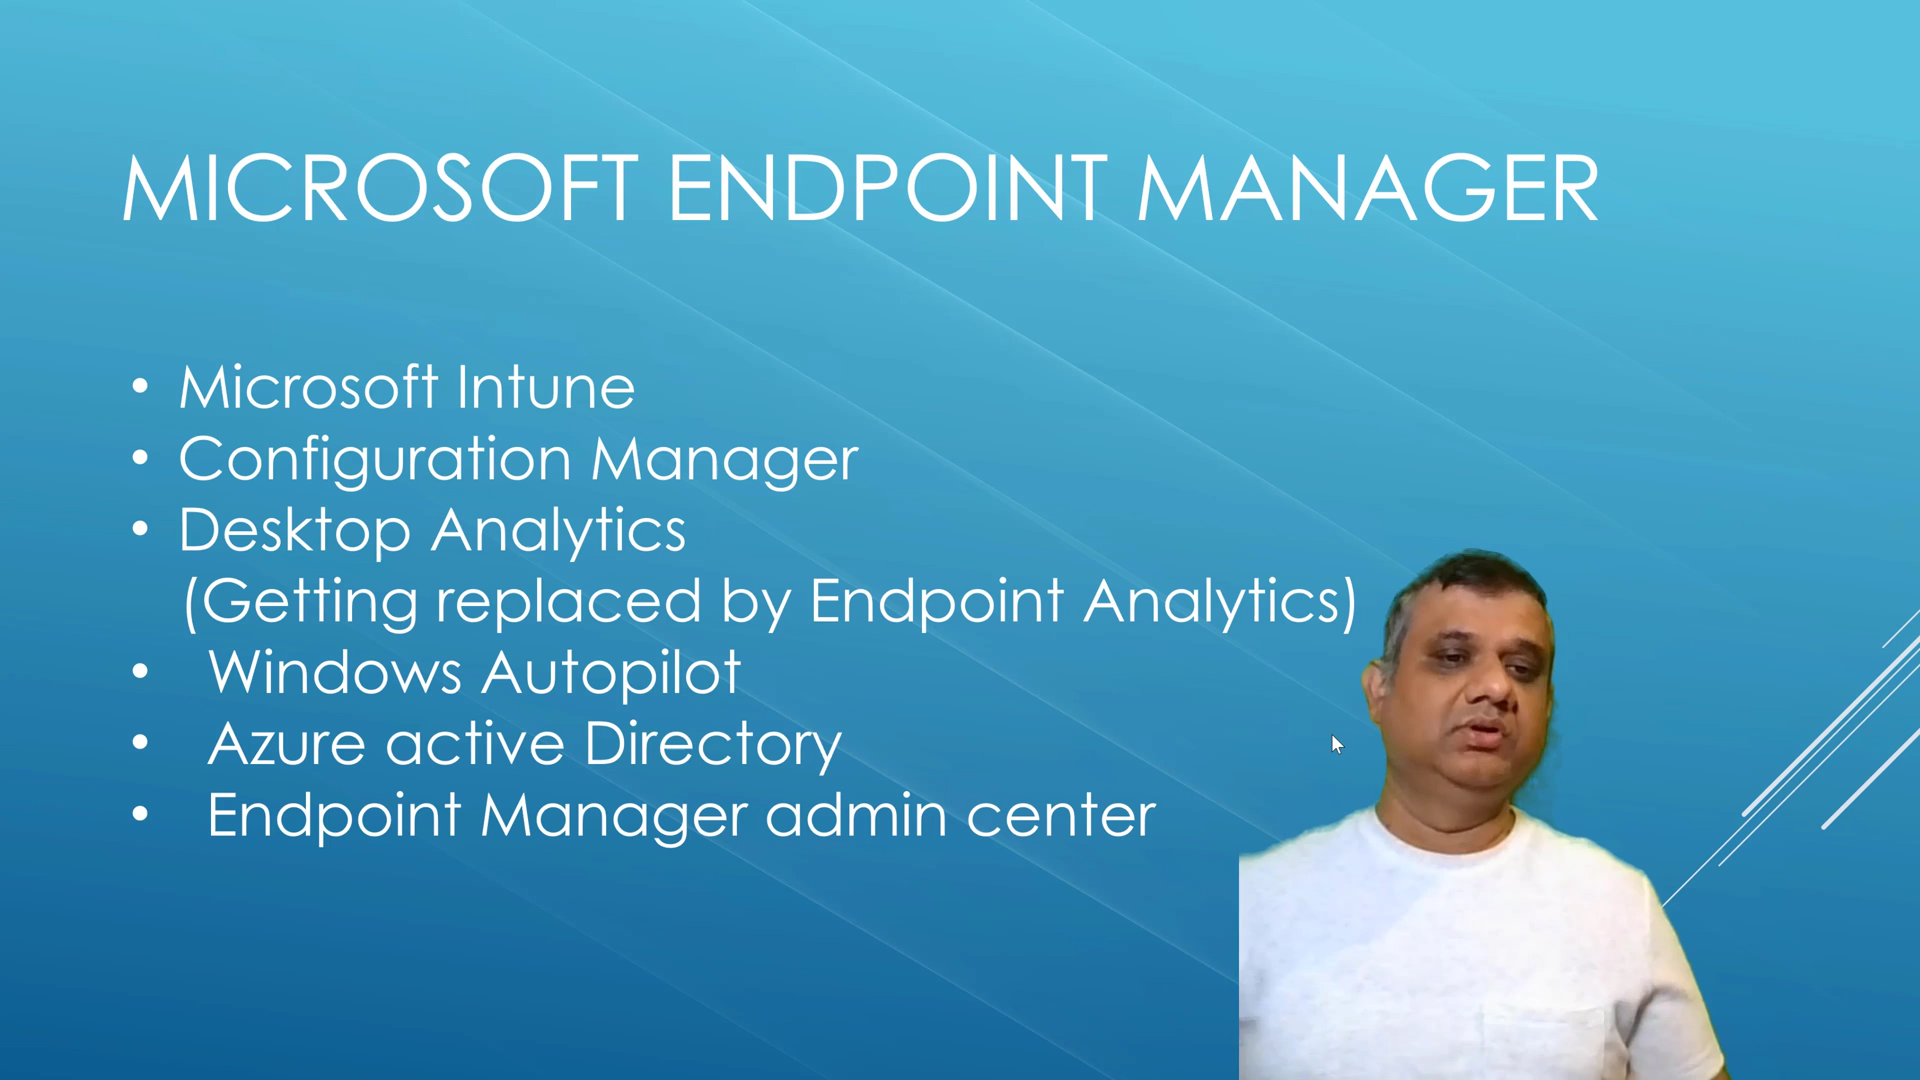 MICROSOFT ENDPOINT MANAGER
• Microsoft Intune
• Configuration Manager
• Desktop Analytics
(Getting replaced by Endpoint Analytics)
• Windows Autopilot
• Azure active Directory
• Endpoint Manager admin center